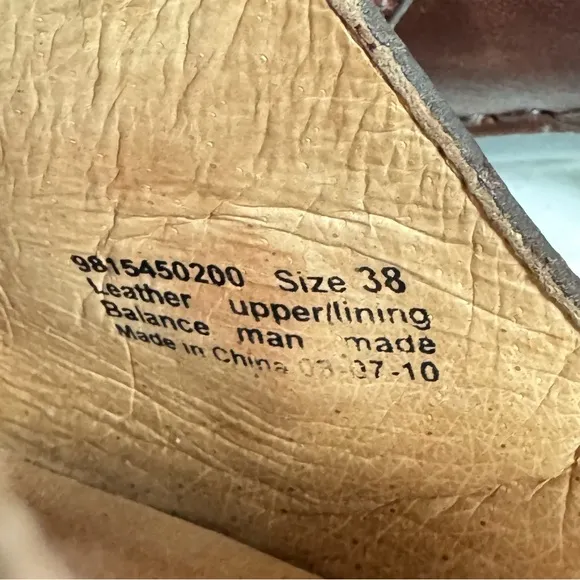 9815450200 Size 38
Leather upper/lining
Balance man made
Made in China 03-07-10